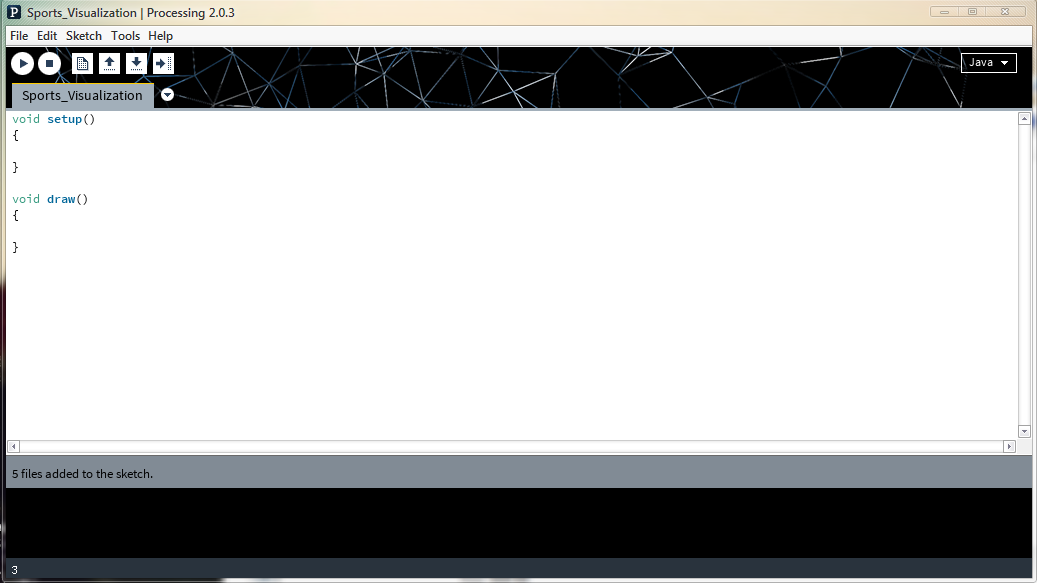 P Sports_Visualization | Processing 2.0.3
File Edit Sketch Tools Help
Java
Sports_Visualization
void setup()
{
}
void draw()
{
}
5 files added to the sketch.
3